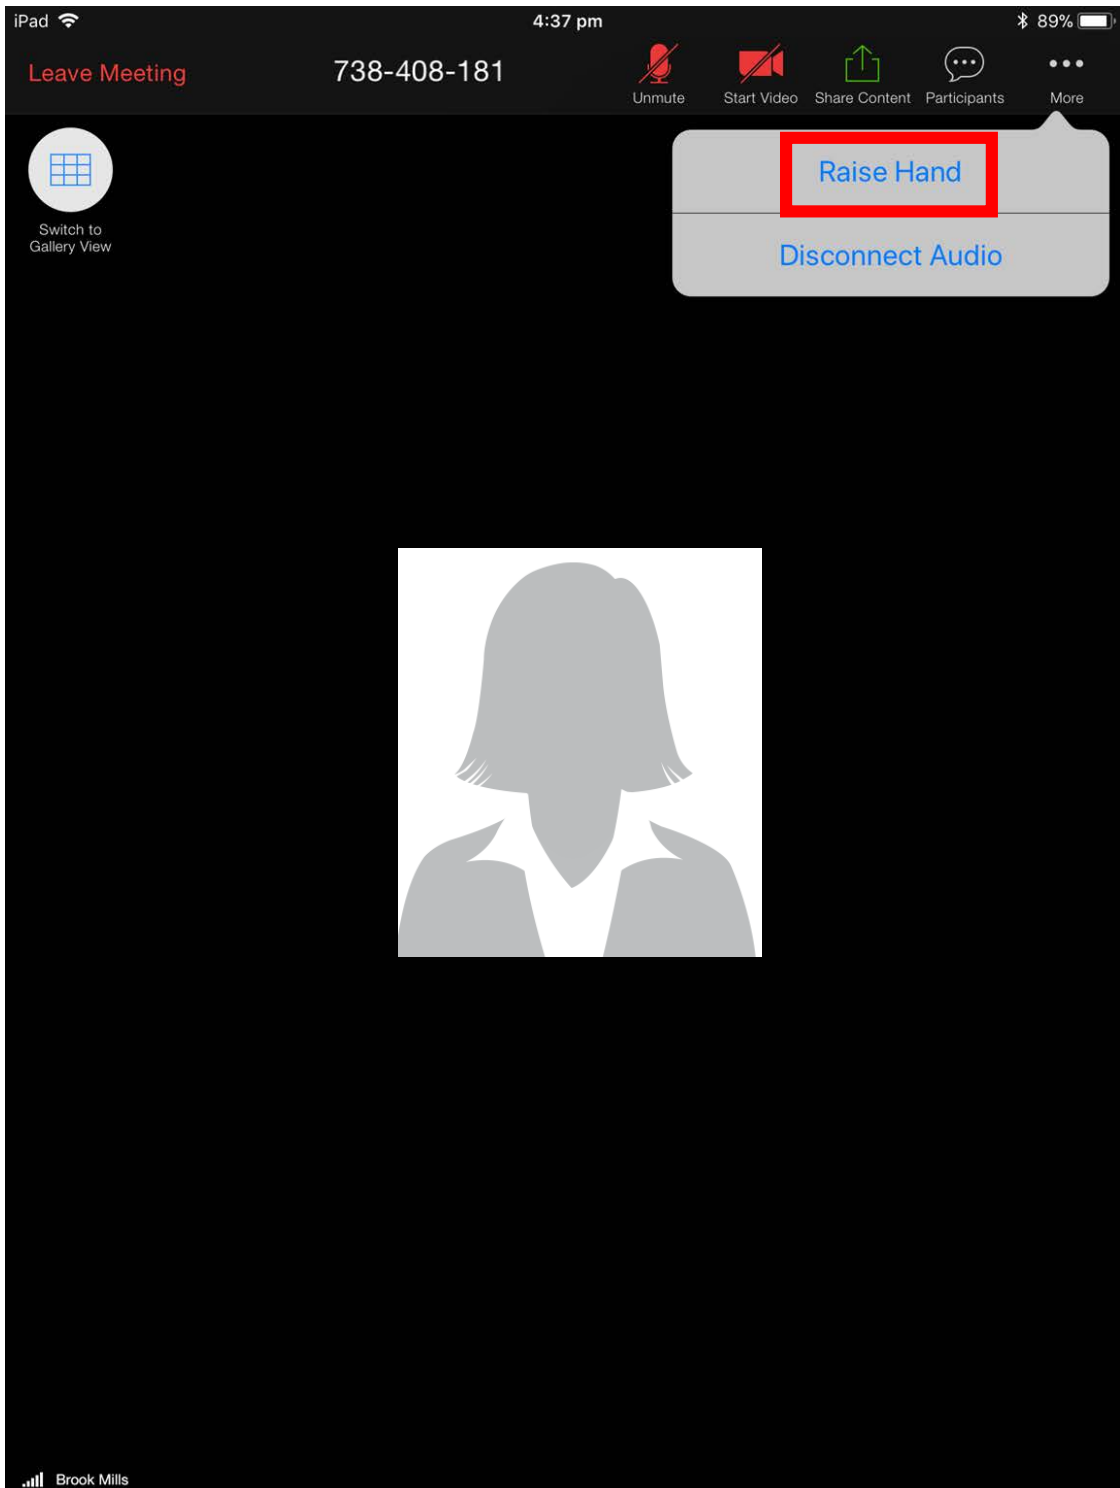 iPad 4:37 pm 89%
Leave Meeting 738-408-181
Unmute Start Video Share Content Participants More
Raise Hand
Disconnect Audio
Switch to
Gallery View
Brook Mills